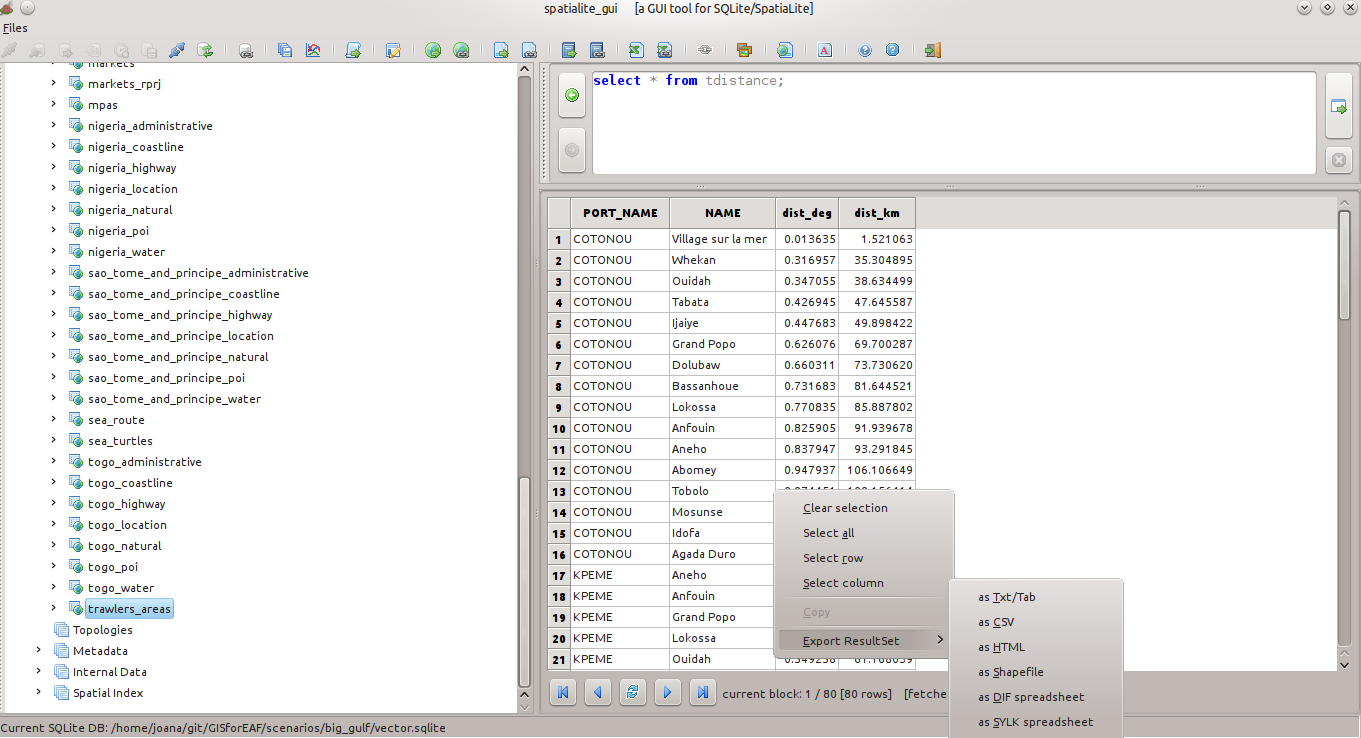 spatialite_gui [a GUI tool for SQLite/SpatiaLite]
Files
markets
markets_rprj
mpas
nigeria_administrative
nigeria_coastline
nigeria_highway
nigeria_location
nigeria_natural
nigeria_poi
nigeria_water
sao_tome_and_principe_administrative
sao_tome_and_principe_coastline
sao_tome_and_principe_highway
sao_tome_and_principe_location
sao_tome_and_principe_natural
sao_tome_and_principe_poi
sao_tome_and_principe_water
sea_route
sea_turtles
togo_administrative
togo_coastline
togo_highway
togo_location
togo_natural
togo_poi
togo_water
trawlers_areas
Topologies
Metadata
Internal Data
Spatial Index
select * from tdistance;
PORT_NAME NAME dist_deg dist_km
1 COTONOU Village sur la mer 0.013635 1.521063
2 COTONOU Whekan 0.316957 35.304895
3 COTONOU Ouidah 0.347055 38.634499
4 COTONOU Tabata 0.426945 47.645587
5 COTONOU Ijaiye 0.447683 49.898422
6 COTONOU Grand Popo 0.626076 69.700287
7 COTONOU Dolubaw 0.660311 73.730620
8 COTONOU Bassanhoue 0.731683 81.644521
9 COTONOU Lokossa 0.770835 85.887802
10 COTONOU Anfouin 0.825905 91.939678
11 COTONOU Aneho 0.837947 93.291845
12 COTONOU Abomey 0.947937 106.106649
13 COTONOU Tobolo
14 COTONOU Mosunse
15 COTONOU Idofa
16 COTONOU Agada Duro
17 KPEME Aneho
18 KPEME Anfouin
19 KPEME Grand Popo
20 KPEME Lokossa
21 KPEME Ouidah
Clear selection
Select all
Select row
Select column
Copy
Export ResultSet
as Txt/Tab
as CSV
as HTML
as Shapefile
as DIF spreadsheet
as SYLK spreadsheet
current block: 1 / 80 [80 rows] [fetche
Current SQLite DB: /home/joana/git/GISforEAF/scenarios/big_gulf/vector.sqlite